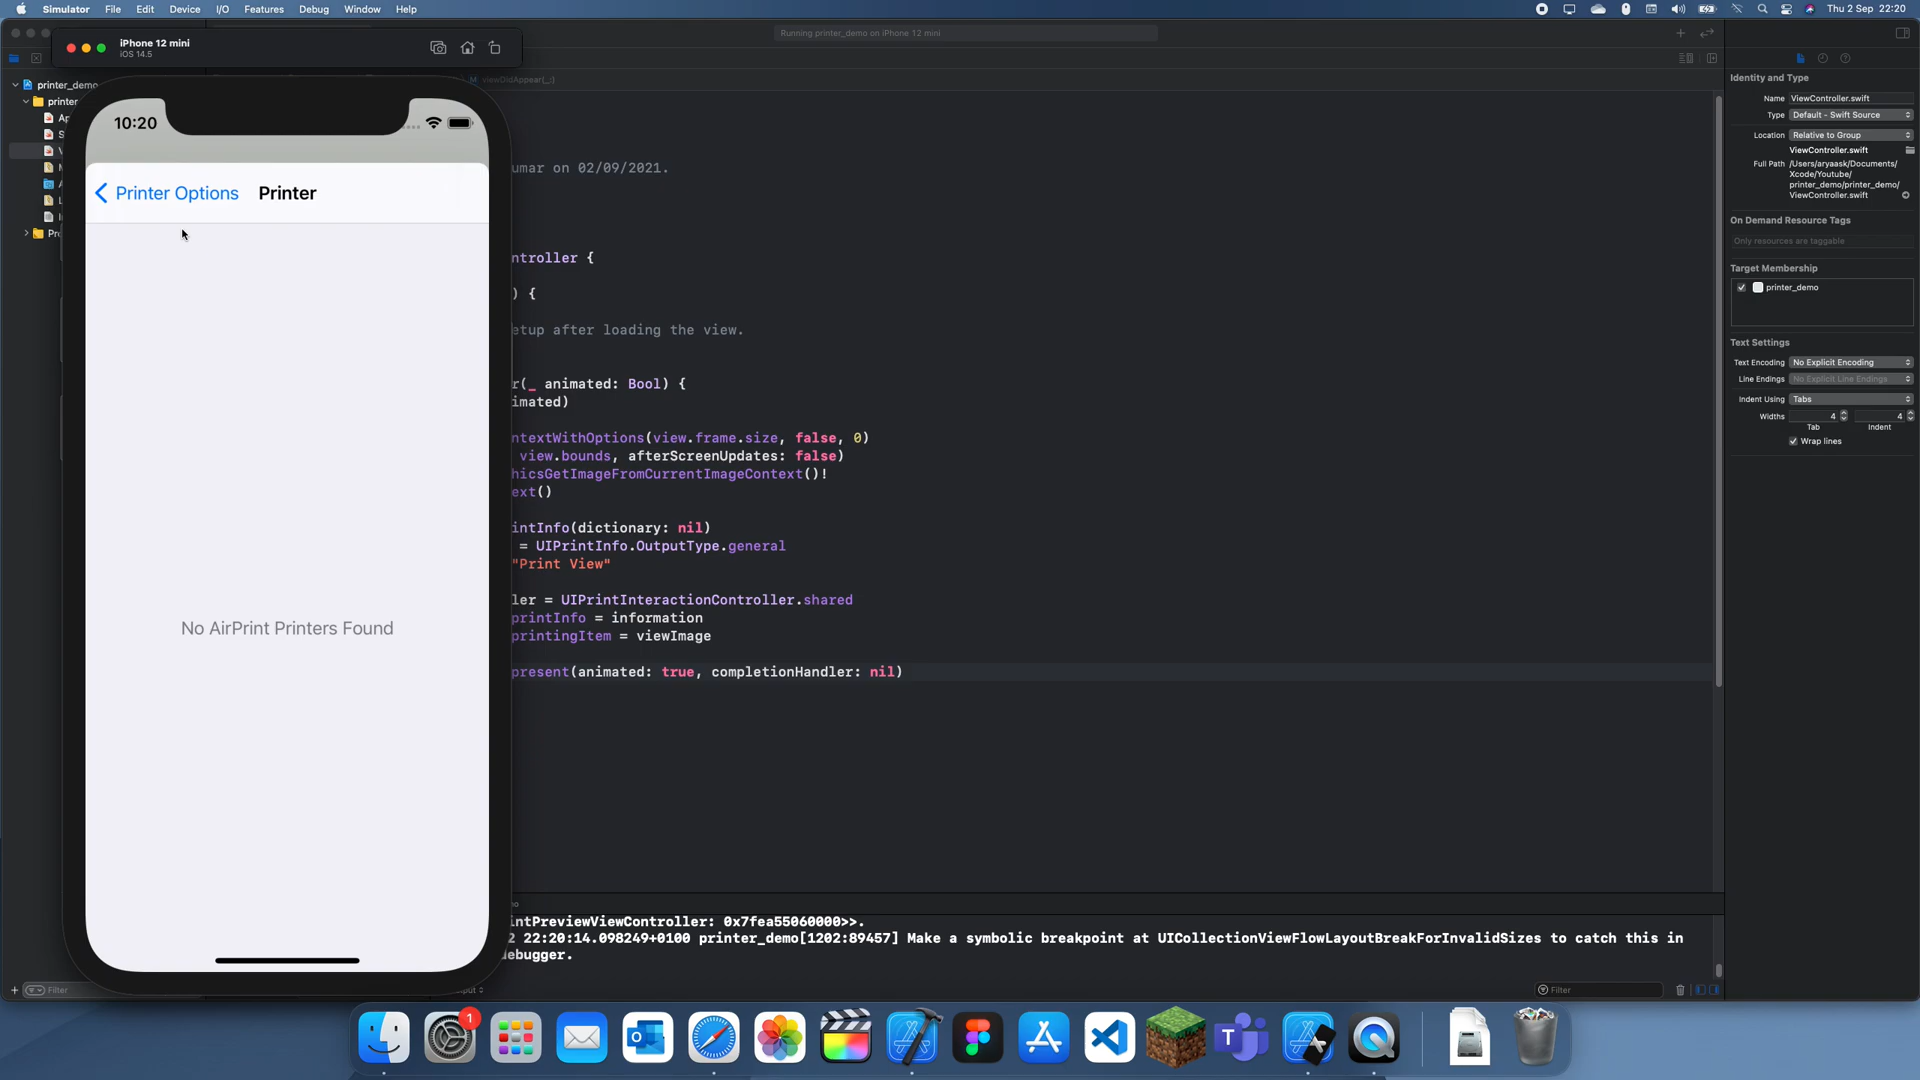 Simulator File Edit View Device I/O Features Debug Window Help
Thu 2 Sep 22:20
iPhone 12 mini
iOS 14.5
Running printer_demo on iPhone 12 mini
printer_demo
printer
viewDidAppear(_:)
10:20
Printer Options
Printer
No AirPrint Printers Found
umar on 02/09/2021.
ntroller {
) {
etup after loading the view.
r(_ animated: Bool) {
imated)
ntextWithOptions(view.frame.size, false, 0)
view.bounds, afterScreenUpdates: false)
hicsGetImageFromCurrentImageContext()!
ext()
intInfo(dictionary: nil)
= UIPrintInfo.OutputType.general
"Print View"
ler = UIPrintInteractionController.shared
printInfo = information
printingItem = viewImage
present(animated: true, completionHandler: nil)
intPreviewViewController: 0x7fea55060000>>.
2 22:20:14.098249+0100 printer_demo[1202:89457] Make a symbolic breakpoint at UICollectionViewFlowLayoutBreakForInvalidSizes to catch this in
ebugger.
Filter
Filter
Identity and Type
Name ViewController.swift
Type Default - Swift Source
Location Relative to Group
ViewController.swift
Full Path /Users/aryaask/Documents/
Xcode/Youtube/
printer_demo/printer_demo/
ViewController.swift
On Demand Resource Tags
Only resources are taggable
Target Membership
printer_demo
Text Settings
Text Encoding No Explicit Encoding
Line Endings No Explicit Line Endings
Indent Using Tabs
Widths 4 4
Tab Indent
Wrap lines
1